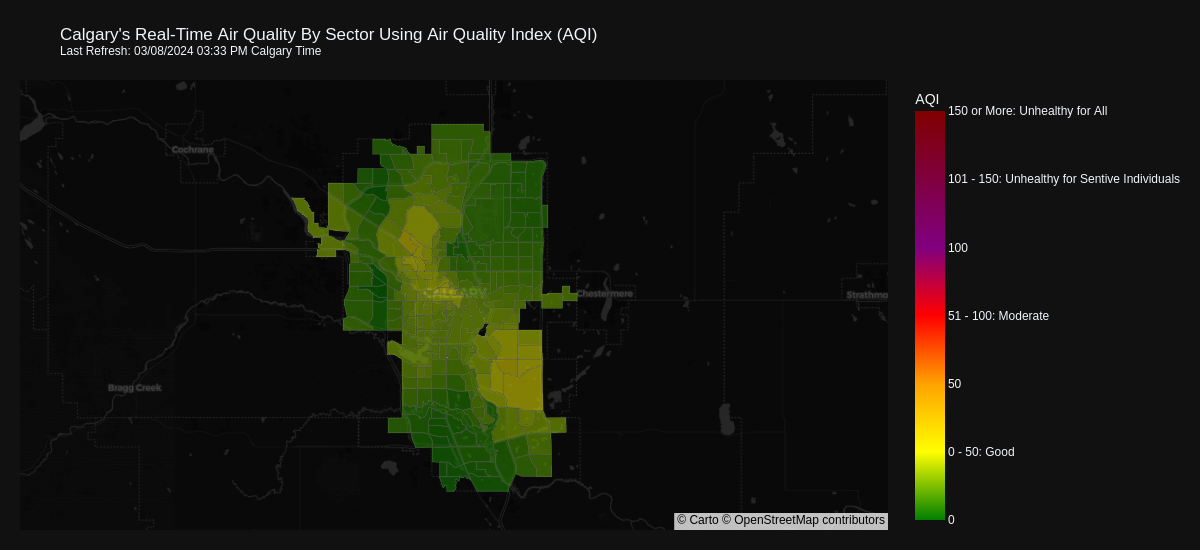 Calgary's Real-Time Air Quality By Sector Using Air Quality Index (AQI)
Last Refresh: 03/08/2024 03:33 PM Calgary Time
AQI
150 or More: Unhealthy for All
Cochrane
101 - 150: Unhealthy for Sentive Individuals
100
CALGARY
Chestermere
Strathmo
51 - 100: Moderate
Bragg Creek
50
0 - 50: Good
© Carto © OpenStreetMap contributors
0